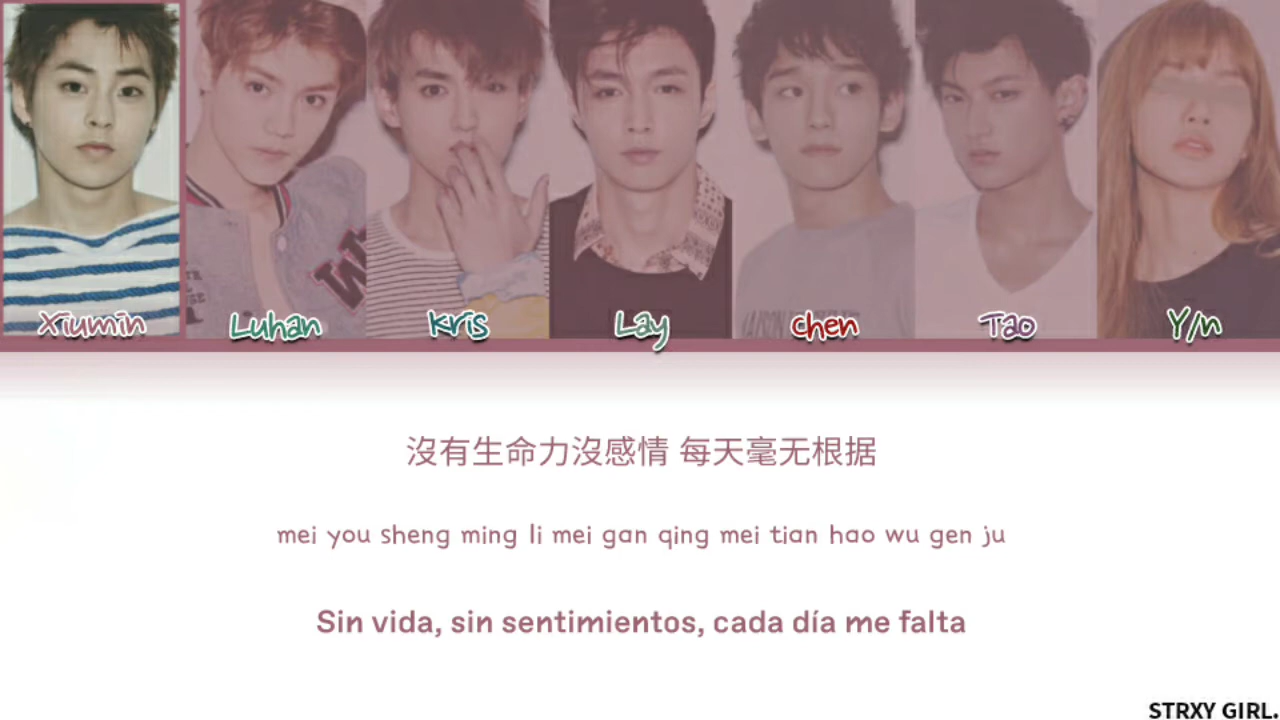 Xiumin Luhan Kris Lay chen Tao Y/n
沒有生命力沒感情 每天毫无根据
mei you sheng ming li mei gan qing mei tian hao wu gen ju
Sin vida, sin sentimientos, cada día me falta
STRXY GIRL.